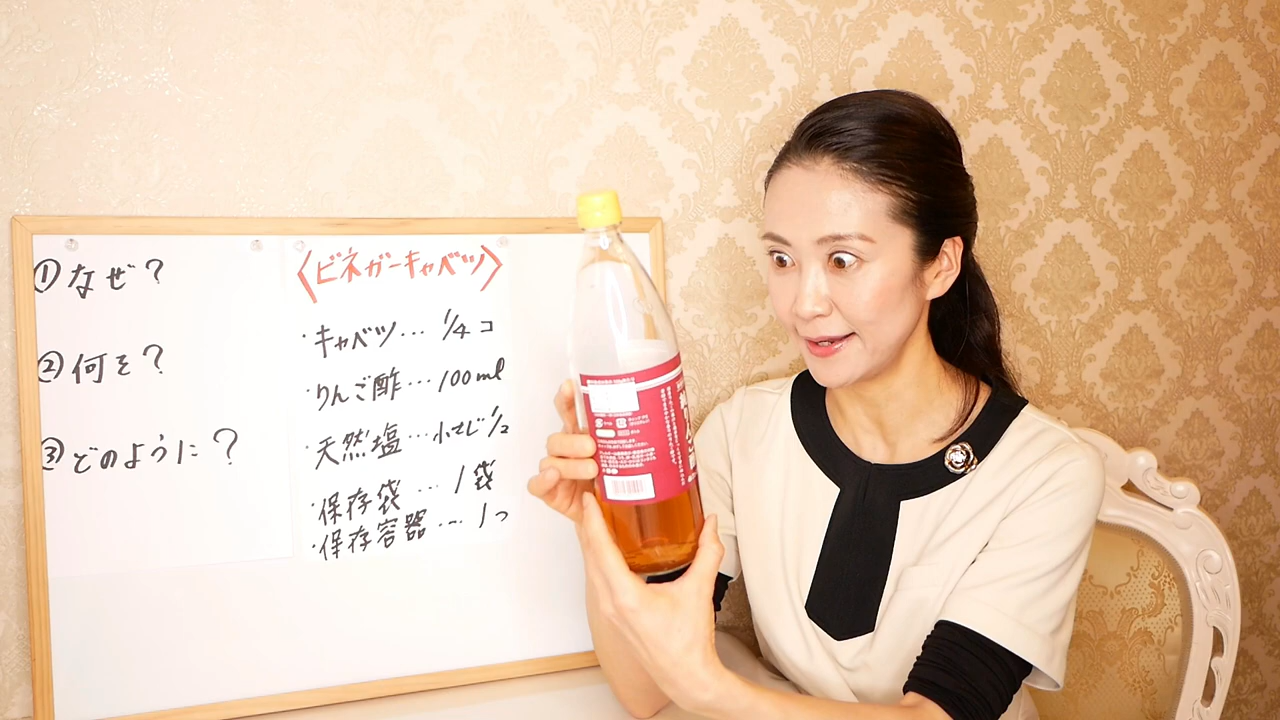 ①なぜ？
②何を？
③どのように？
〈ビネガーキャベツ〉
・キャベツ… 1/4コ
・りんご酢…100ml
・天然塩…小せじ1/2
・保存袋…1袋
・保存容器…1つ